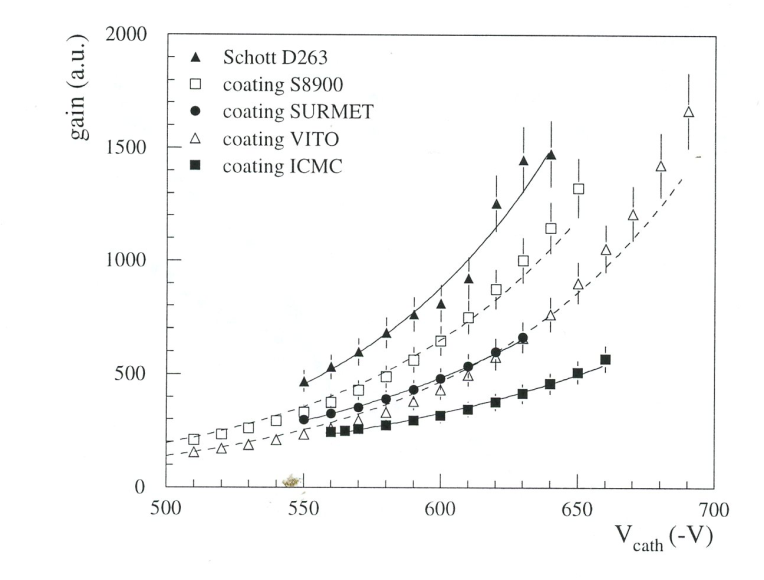 gain (a.u.)
2000
1500
1000
500
0
Schott D263
coating S8900
coating SURMET
coating VITO
coating ICMC
500 550 600 650 700
Vcath (-V)